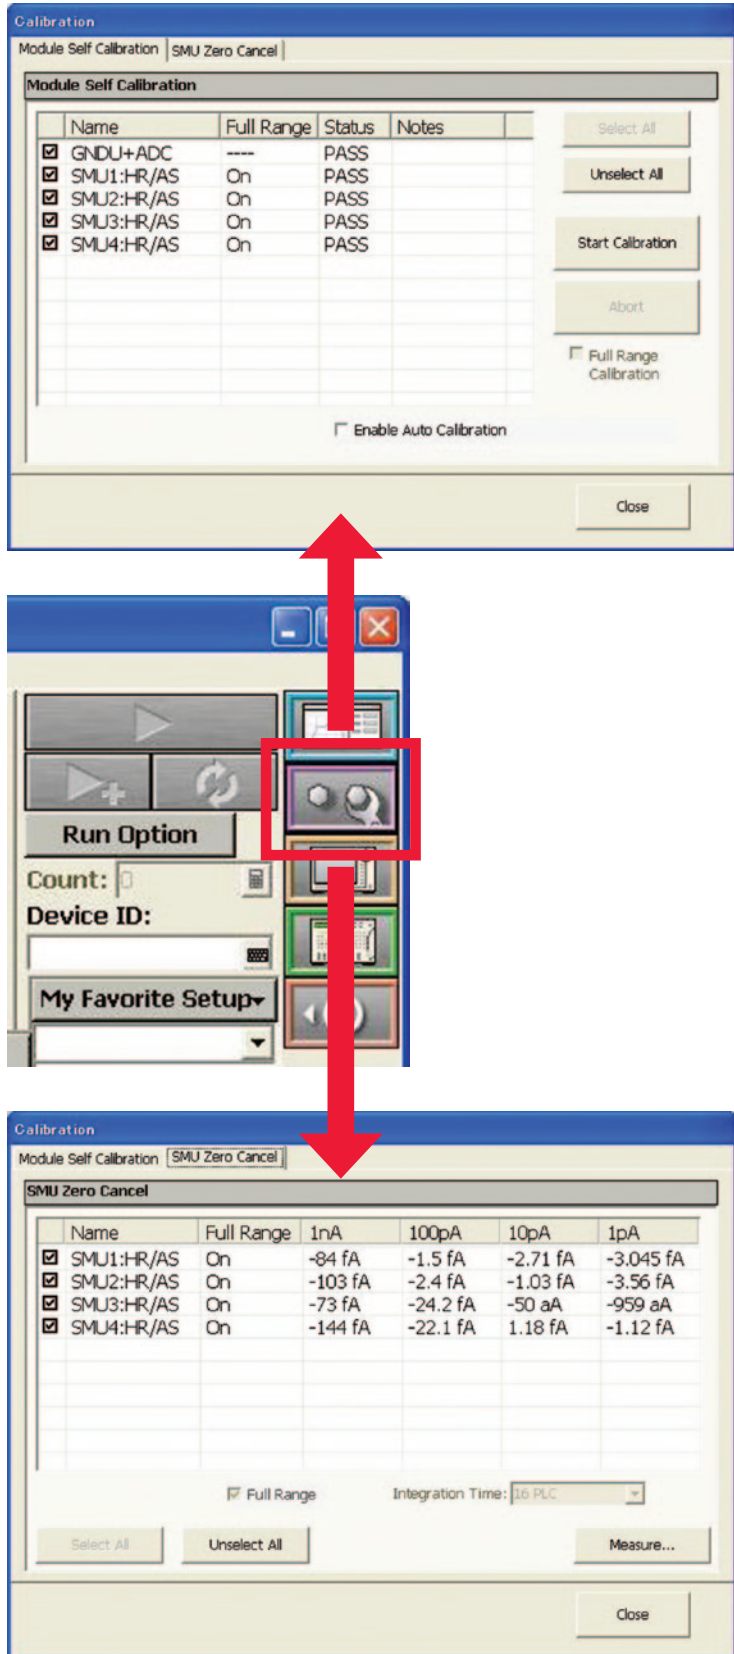 Calibration
Module Self Calibration SMU Zero Cancel
Module Self Calibration
Name Full Range Status Notes
GNDU+ADC ---- PASS
SMU1:HR/AS On PASS
SMU2:HR/AS On PASS
SMU3:HR/AS On PASS
SMU4:HR/AS On PASS
Select All
Unselect All
Start Calibration
Abort
Full Range
Calibration
Enable Auto Calibration
Close
Run Option
Count: 0
Device ID:
My Favorite Setup
Calibration
Module Self Calibration SMU Zero Cancel
SMU Zero Cancel
Name Full Range 1nA 100pA 10pA 1pA
SMU1:HR/AS On -84 fA -1.5 fA -2.71 fA -3.045 fA
SMU2:HR/AS On -103 fA -2.4 fA -1.03 fA -3.56 fA
SMU3:HR/AS On -73 fA -24.2 fA -50 aA -959 aA
SMU4:HR/AS On -144 fA -22.1 fA 1.18 fA -1.12 fA
Full Range Integration Time: 16 PLC
Select All Unselect All Measure...
Close